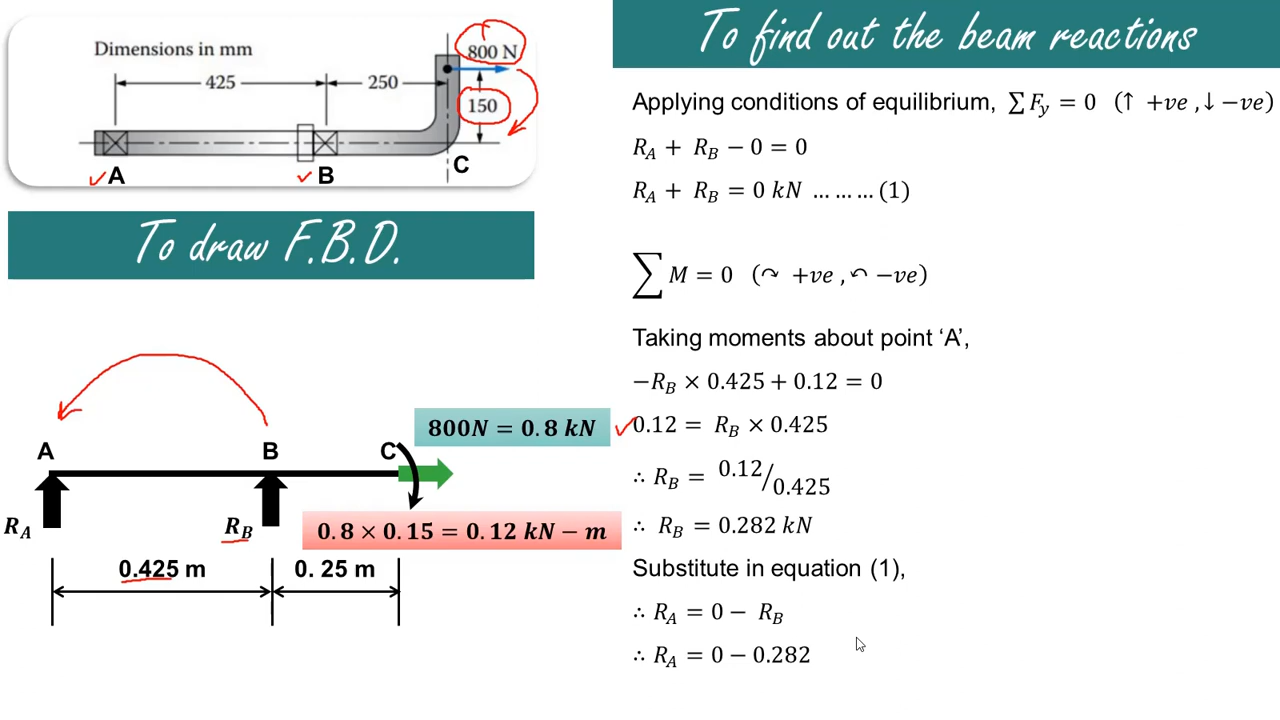 Dimensions in mm
800 N
425
250
150
A
B
C
To draw F.B.D.
800N = 0.8 kN
A
B
C
R_A
R_B
0.8 × 0.15 = 0.12 kN − m
0.425 m
0. 25 m
To find out the beam reactions
Applying conditions of equilibrium, ∑ F_y = 0 (↑ +ve ,↓ −ve)
R_A + R_B − 0 = 0
R_A + R_B = 0 kN … … … (1)
∑ M = 0 (↷ +ve , ↶ −ve)
Taking moments about point ‘A’,
−R_B × 0.425 + 0.12 = 0
0.12 = R_B × 0.425
∴ R_B = 0.12/0.425
∴ R_B = 0.282 kN
Substitute in equation (1),
∴ R_A = 0 − R_B
∴ R_A = 0 − 0.282